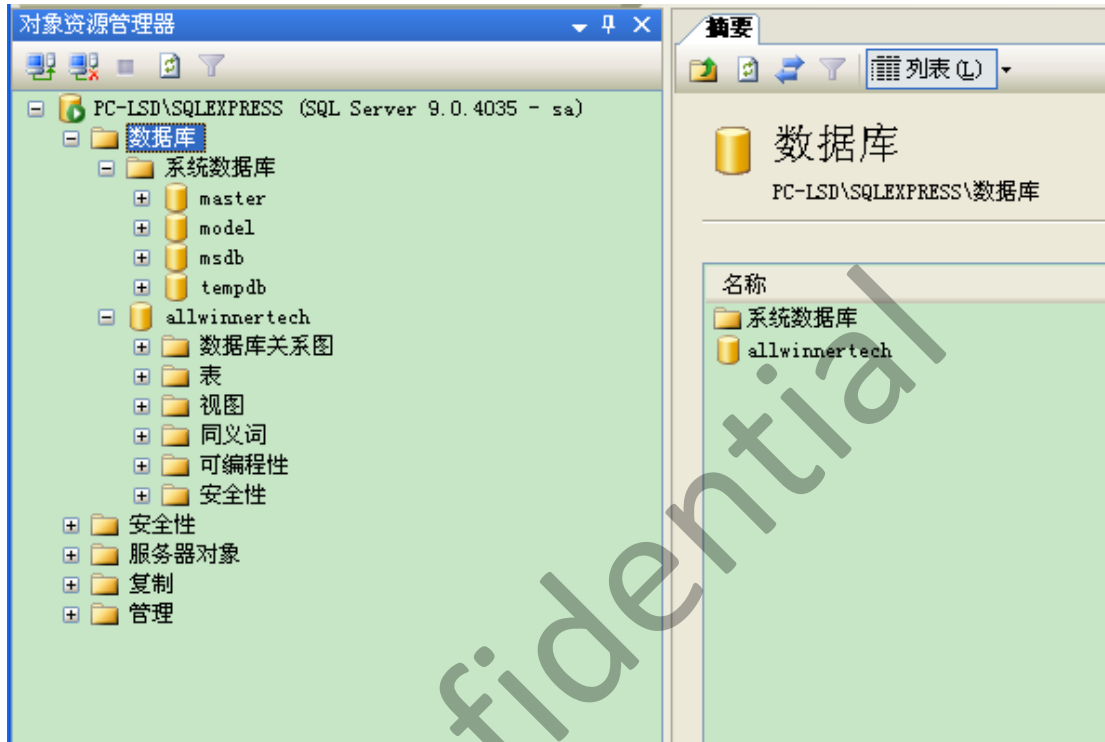 对象资源管理器
PC-LSD\SQLEXPRESS (SQL Server 9.0.4035 - sa)
数据库
系统数据库
master
model
msdb
tempdb
allwinnertech
数据库关系图
表
视图
同义词
可编程性
安全性
安全性
服务器对象
复制
管理
摘要
列表(L)
数据库
PC-LSD\SQLEXPRESS\数据库
名称
系统数据库
allwinnertech
fidential